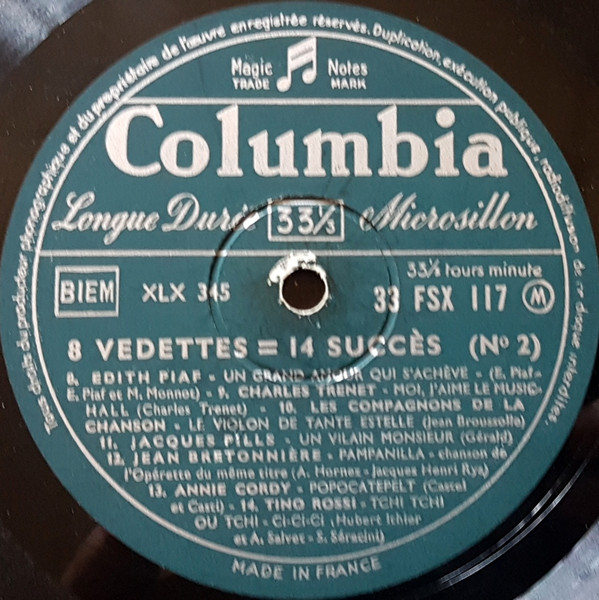 Tous droits du producteur phonographique et du propriétaire de l'œuvre enregistrée réservés. Duplication, exécution publique, radiodiffusion de ce disque interdites.
Magic Notes
TRADE MARK
Columbia
Longue Durée 33⅓ Microsillon
33⅓ tours minute
BIEM XLX 345 33 FSX 117 M
8 VEDETTES = 14 SUCCÈS (Nº 2)
8. EDITH PIAF - UN GRAND AMOUR QUI S'ACHÈVE - (E. Piaf-
E. Piaf et M. Monnot) - 9. CHARLES TRENET - MOI, J'AIME LE MUSIC-
HALL (Charles Trenet) - 10. LES COMPAGNONS DE LA
CHANSON - LE VIOLON DE TANTE ESTELLE (Jean Broussolle)
11. JACQUES PILLS - UN VILAIN MONSIEUR (Gérald)
12. JEAN BRETONNIÈRE - PAMPANILLA - chanson de
l'Opérette du même titre (A. Hornez - Jacques Henri Rys)
13. ANNIE CORDY - POPOCATEPELT (Castel
et Casti) - 14. TINO ROSSI - TCHI TCHI
OU TCHI - Ci-Ci-Ci (Hubert Ithier
et A. Salvet - S. Séracini)
MADE IN FRANCE